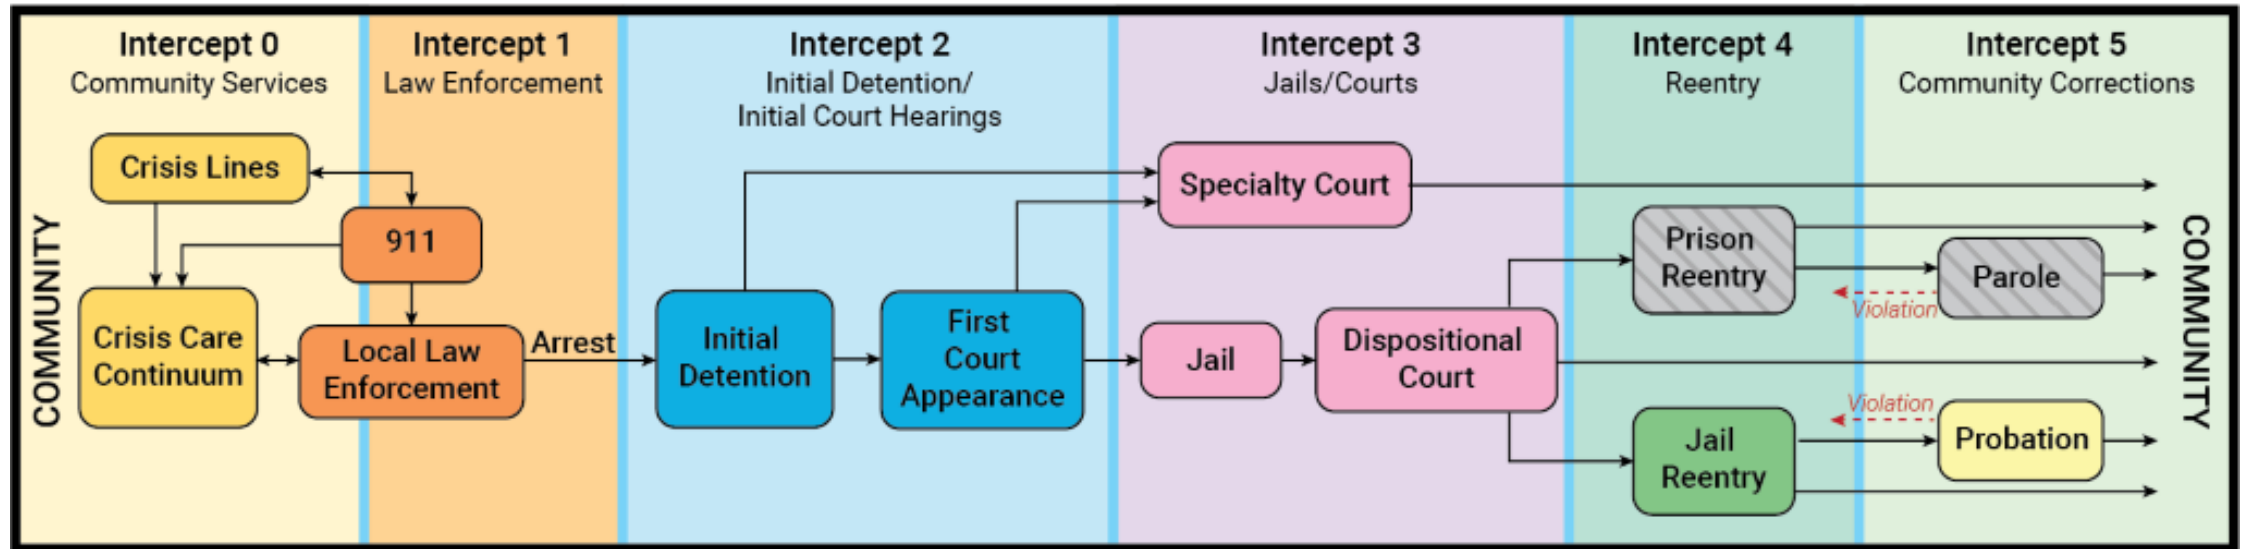 Intercept 0
Community Services
Intercept 1
Law Enforcement
Intercept 2
Initial Detention/
Initial Court Hearings
Intercept 3
Jails/Courts
Intercept 4
Reentry
Intercept 5
Community Corrections
COMMUNITY
Crisis Lines
911
Crisis Care
Continuum
Local Law
Enforcement
Arrest
Initial
Detention
First
Court
Appearance
Specialty Court
Jail
Dispositional
Court
Prison
Reentry
Parole
Violation
Violation
Jail
Reentry
Probation
COMMUNITY